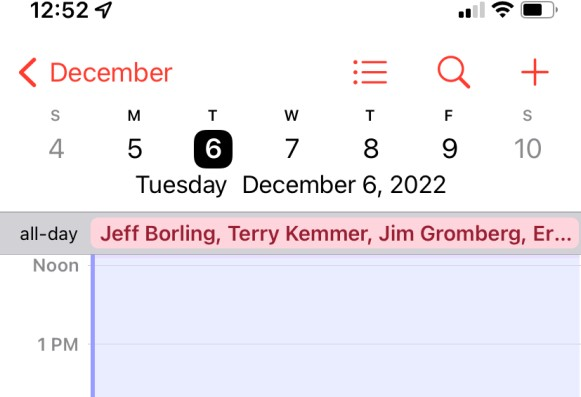 12:52
December
S M T W T F S
4 5 6 7 8 9 10
Tuesday December 6, 2022
all-day Jeff Borling, Terry Kemmer, Jim Gromberg, Er...
Noon
1 PM